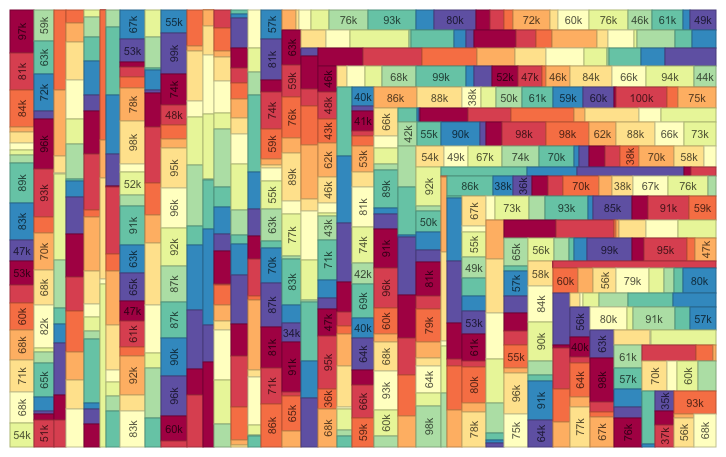 76k 93k 80k 72k 60k 76k 46k 61k 49k
68k 99k 52k 47k 46k 84k 66k 94k 44k
40k 86k 88k 38k 50k 61k 59k 60k 100k 75k
42k 55k 90k 98k 98k 62k 88k 66k 73k
54k 49k 67k 74k 70k 38k 70k 58k
86k 38k 36k 70k 38k 67k 76k
73k 93k 85k 91k 59k
65k 56k 99k 95k 47k
58k 60k 56k 79k 80k
56k 80k 91k 57k
40k 63k 61k
57k 70k 60k
35k 93k
37k 56k 68k
97k
81k
84k
89k
83k
47k
53k
60k
68k
71k
68k
54k
59k
63k
72k
96k
93k
70k
68k
82k
65k
51k
67k
53k
78k
98k
52k
91k
63k
65k
47k
61k
92k
83k
55k
99k
74k
48k
95k
96k
92k
87k
87k
90k
96k
60k
57k
81k
74k
59k
55k
63k
70k
87k
81k
71k
86k
63k
59k
76k
89k
77k
83k
34k
91k
65k
46k
48k
43k
62k
46k
43k
71k
47k
95k
36k
68k
41k
53k
81k
74k
42k
69k
40k
64k
66k
59k
66k
89k
91k
96k
60k
68k
93k
60k
92k
50k
81k
79k
64k
98k
67k
55k
49k
53k
61k
80k
78k
57k
55k
96k
75k
84k
90k
91k
64k
64k
77k
88k
67k
76k